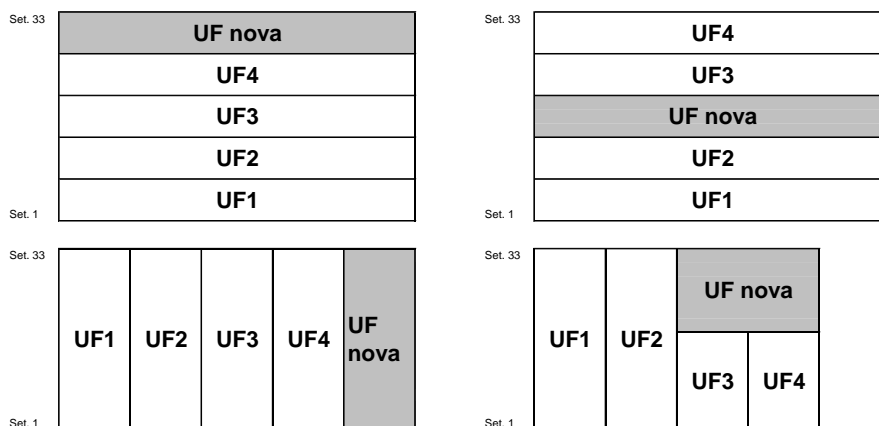 Set. 33
UF nova
UF4
UF3
UF2
UF1
Set. 1
Set. 33
UF4
UF3
UF nova
UF2
UF1
Set. 1
Set. 33
UF1 UF2 UF3 UF4 UF
nova
Set. 1
Set. 33
UF nova
UF1 UF2
UF3 UF4
Set. 1